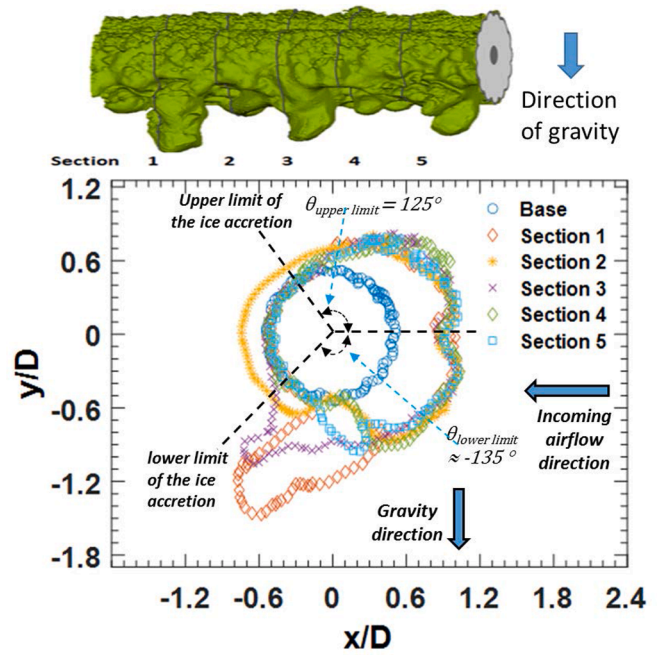 Direction
of gravity
Section 1 2 3 4 5
Upper limit of
the ice accretion
θupper limit = 125°
Base
Section 1
Section 2
Section 3
Section 4
Section 5
1.2
0.6
0
-0.6
-1.2
-1.8
y/D
Incoming
airflow
direction
θlower limit
≈ -135 °
lower limit
of the ice
accretion
Gravity
direction
-1.2 -0.6 0 0.6 1.2 1.8 2.4
x/D